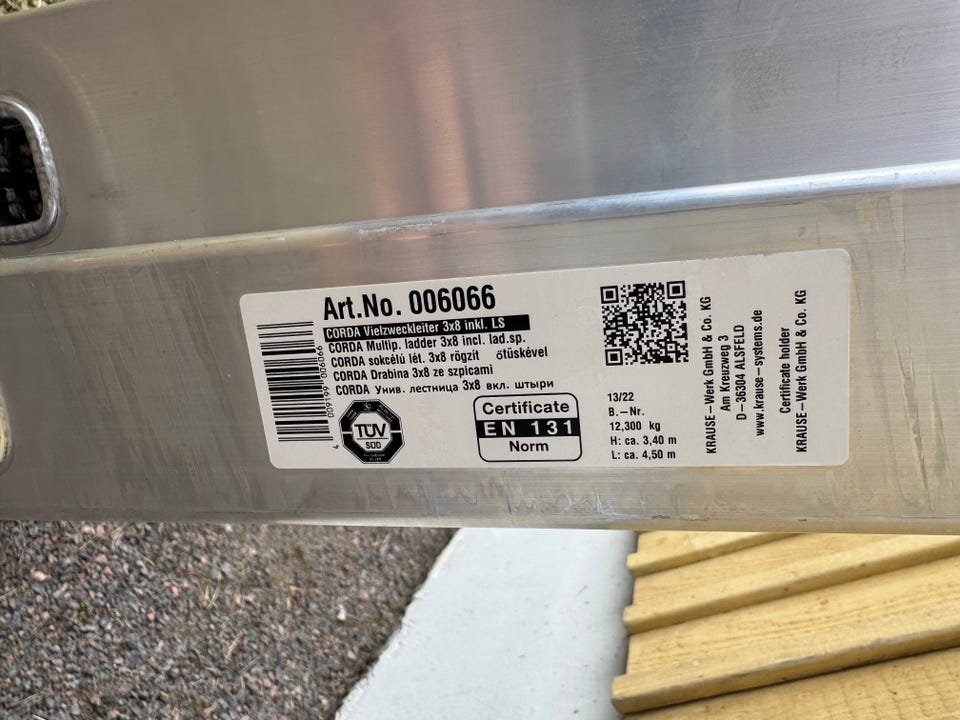 Art.No. 006066
CORDA Vielzweckleiter 3x8 inkl. LS
CORDA Multip. ladder 3x8 incl. lad.sp.
CORDA sokcélú lét. 3x8 rögzít őtüskével
CORDA Drabina 3x8 ze szpicami
CORDA Унив. лестница 3x8 вкл. штыри
4 009199 006066
TÜV
SÜD
Certificate
EN 131
Norm
13/22
B.–Nr.
12,300 kg
H: ca. 3,40 m
L: ca. 4,50 m
KRAUSE–Werk GmbH & Co. KG
Am Kreuzweg 3
D–36304 ALSFELD
www.krause–systems.de
Certificate holder
KRAUSE–Werk GmbH & Co. KG